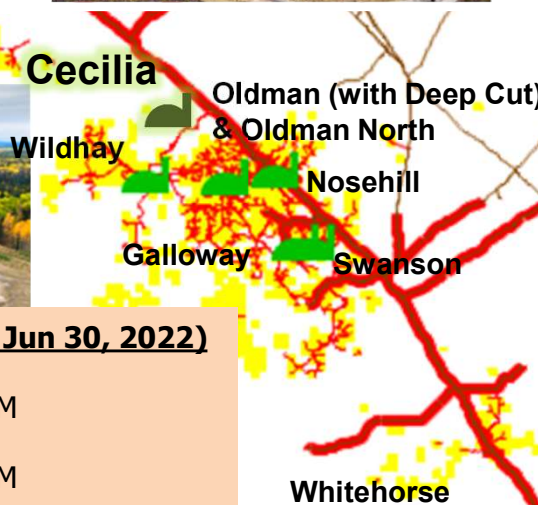 Cecilia
Oldman (with Deep Cut)
& Oldman North
Wildhay
Nosehill
Galloway
Swanson
Jun 30, 2022)
M
M
Whitehorse